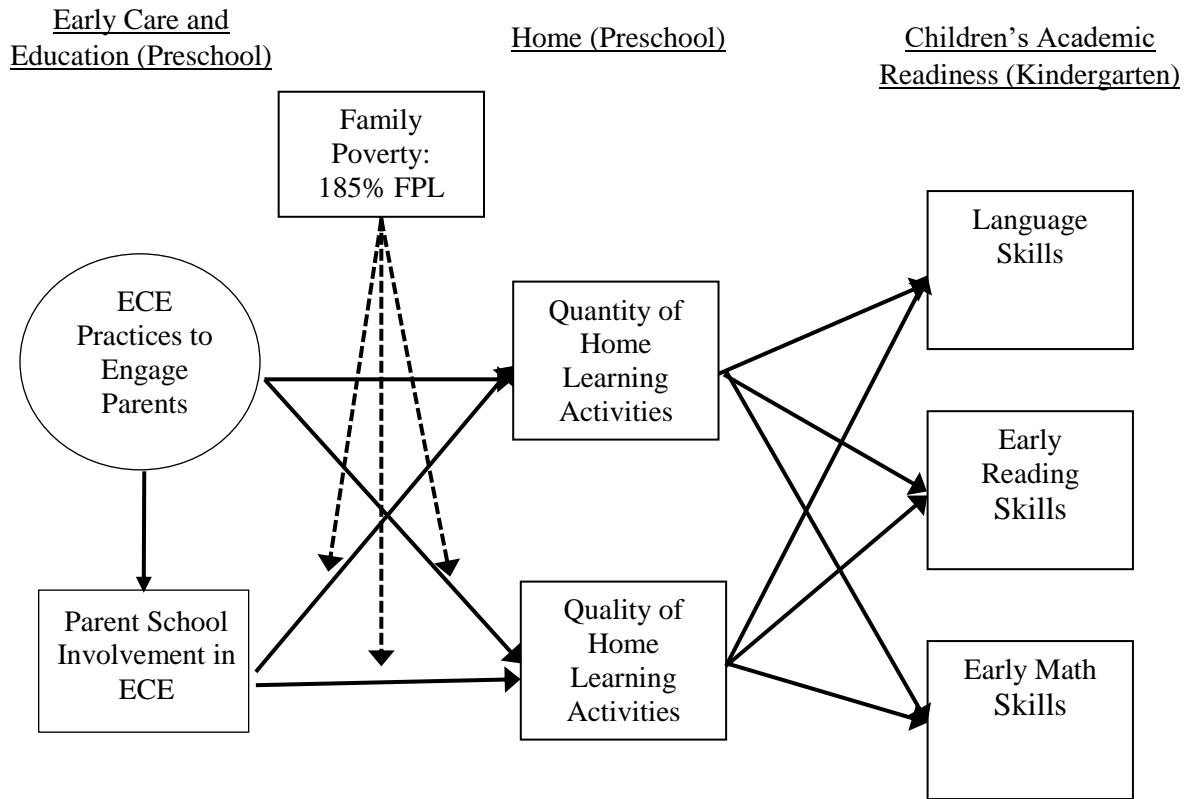 Early Care and
Education (Preschool)
Home (Preschool)
Children’s Academic
Readiness (Kindergarten)
Family
Poverty:
185% FPL
ECE
Practices to
Engage
Parents
Parent School
Involvement in
ECE
Quantity of
Home
Learning
Activities
Quality of
Home
Learning
Activities
Language
Skills
Early
Reading
Skills
Early Math
Skills